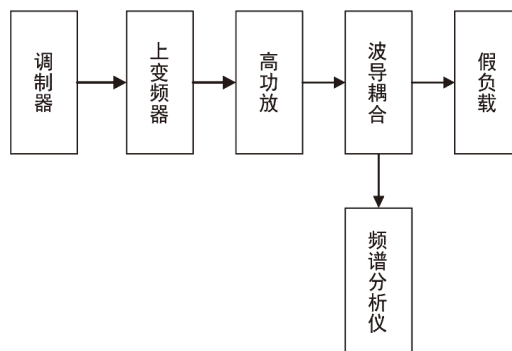 调制器
上变频器
高功放
波导耦合
假负载
频谱分析仪